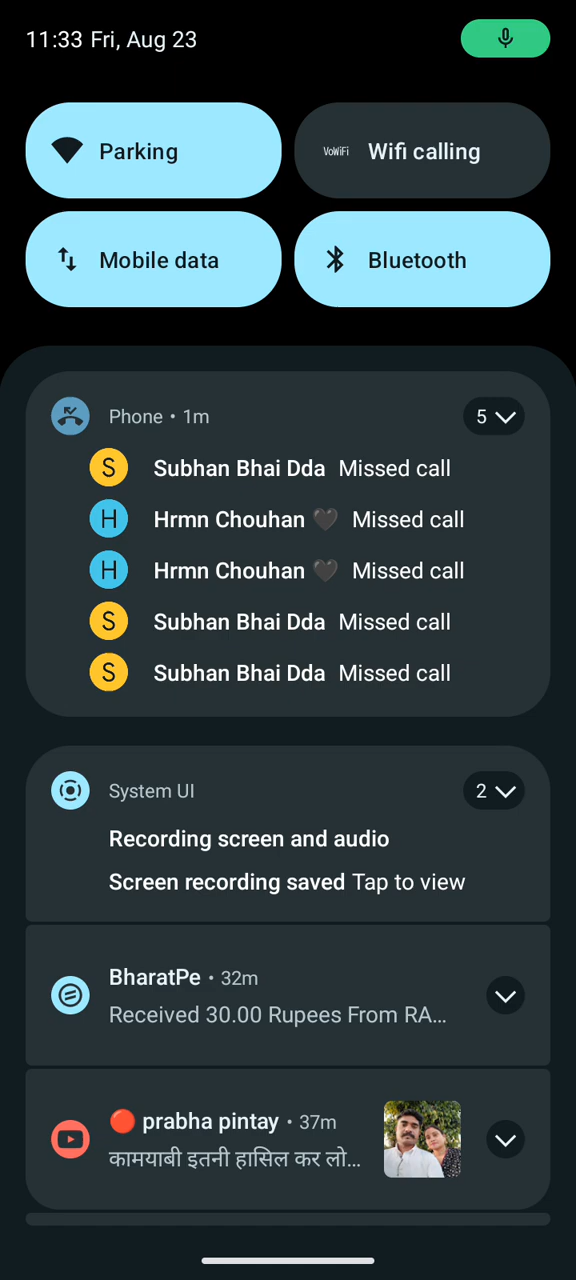 11:33 Fri, Aug 23
Parking
VoWiFi Wifi calling
Mobile data
Bluetooth
Phone • 1m 5
S Subhan Bhai Dda Missed call
H Hrmn Chouhan 🖤 Missed call
H Hrmn Chouhan 🖤 Missed call
S Subhan Bhai Dda Missed call
S Subhan Bhai Dda Missed call
System UI 2
Recording screen and audio
Screen recording saved Tap to view
BharatPe • 32m
Received 30.00 Rupees From RA...
🔴 prabha pintay • 37m
कामयाबी इतनी हासिल कर लो...